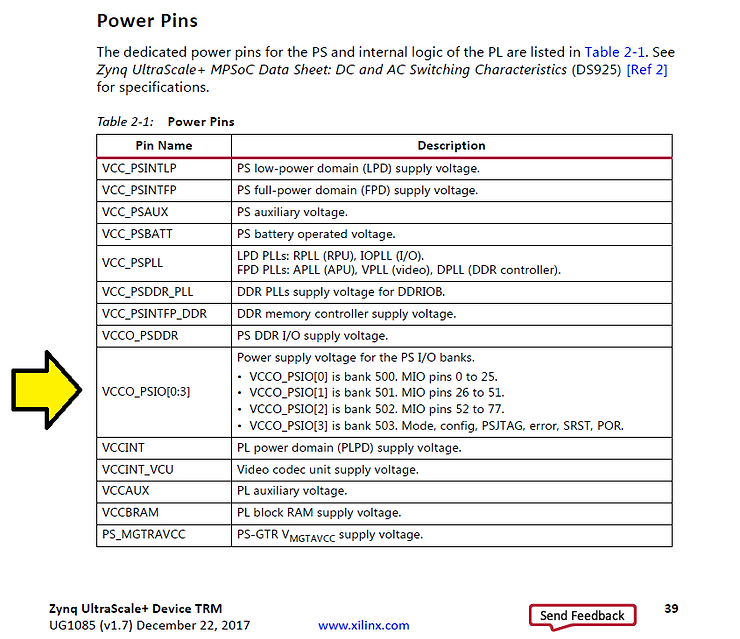 Power Pins
The dedicated power pins for the PS and internal logic of the PL are listed in Table 2-1. See
Zynq UltraScale+ MPSoC Data Sheet: DC and AC Switching Characteristics (DS925) [Ref 2]
for specifications.
Table 2-1: Power Pins
Pin Name Description
VCC_PSINTLP PS low-power domain (LPD) supply voltage.
VCC_PSINTFP PS full-power domain (FPD) supply voltage.
VCC_PSAUX PS auxiliary voltage.
VCC_PSBATT PS battery operated voltage.
VCC_PSPLL LPD PLLs: RPLL (RPU), IOPLL (I/O).
FPD PLLs: APLL (APU), VPLL (video), DPLL (DDR controller).
VCC_PSDDR_PLL DDR PLLs supply voltage for DDRIOB.
VCC_PSINTFP_DDR DDR memory controller supply voltage.
VCCO_PSDDR PS DDR I/O supply voltage.
VCCO_PSIO[0:3] Power supply voltage for the PS I/O banks.
• VCCO_PSIO[0] is bank 500. MIO pins 0 to 25.
• VCCO_PSIO[1] is bank 501. MIO pins 26 to 51.
• VCCO_PSIO[2] is bank 502. MIO pins 52 to 77.
• VCCO_PSIO[3] is bank 503. Mode, config, PSJTAG, error, SRST, POR.
VCCINT PL power domain (PLPD) supply voltage.
VCCINT_VCU Video codec unit supply voltage.
VCCAUX PL auxiliary voltage.
VCCBRAM PL block RAM supply voltage.
PS_MGTRAVCC PS-GTR VMGTAVCC supply voltage.
Zynq UltraScale+ Device TRM Send Feedback 39
UG1085 (v1.7) December 22, 2017 www.xilinx.com